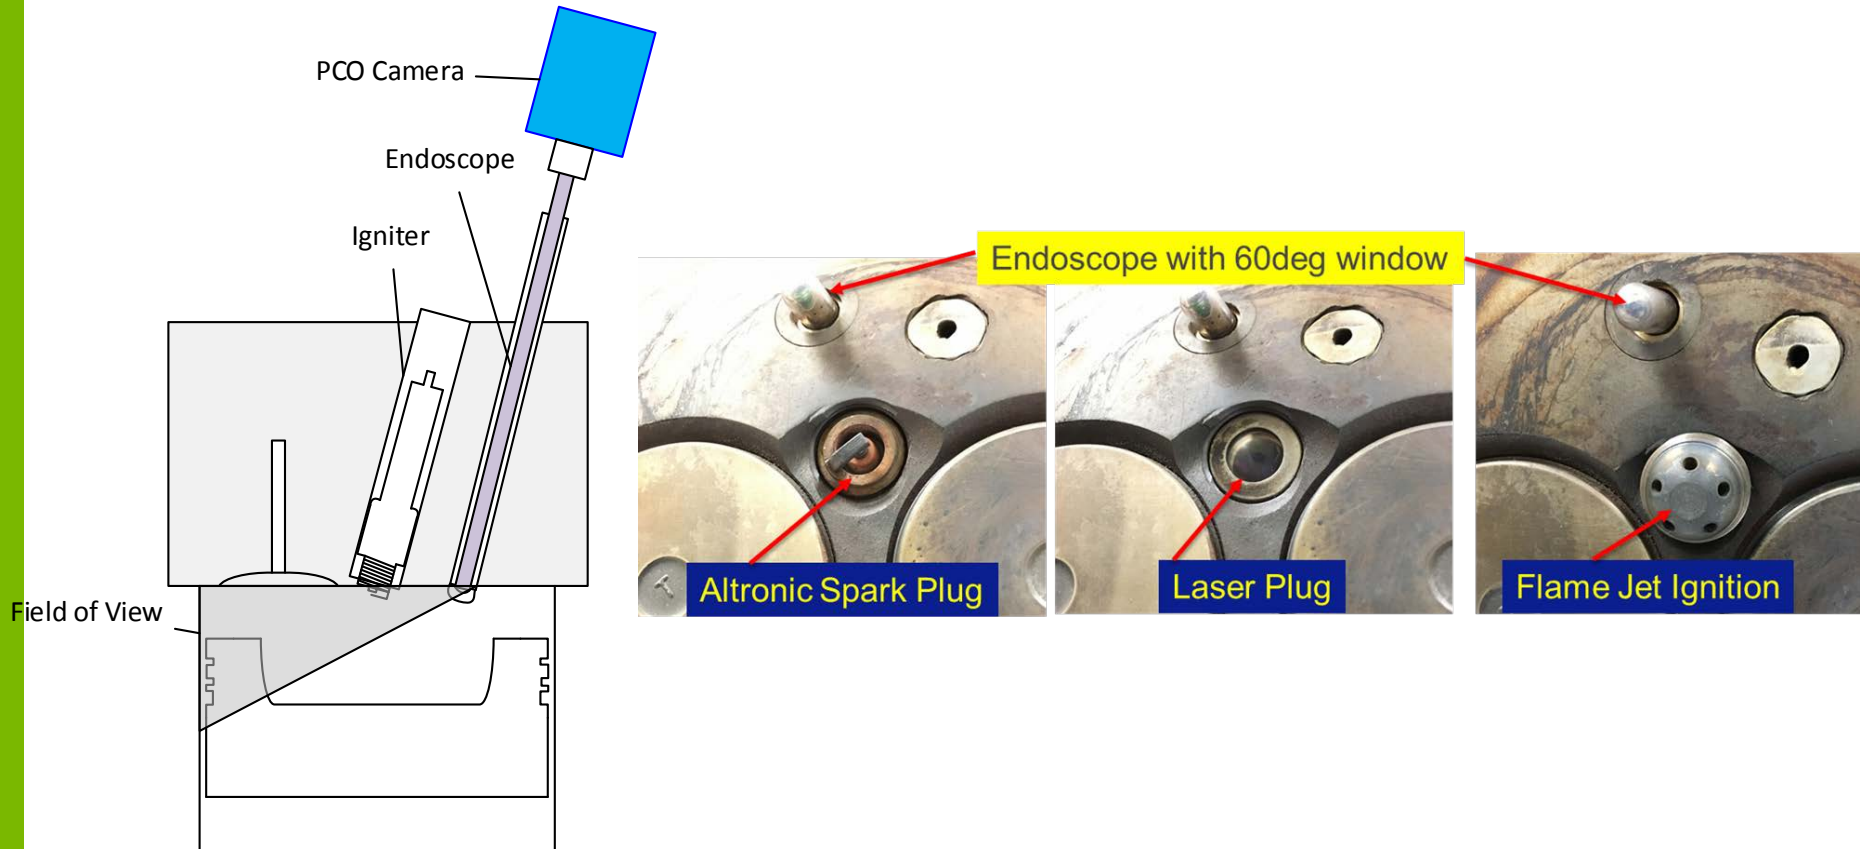 PCO Camera
Endoscope
Igniter
Field of View
Endoscope with 60deg window
Altronic Spark Plug
Laser Plug
Flame Jet Ignition